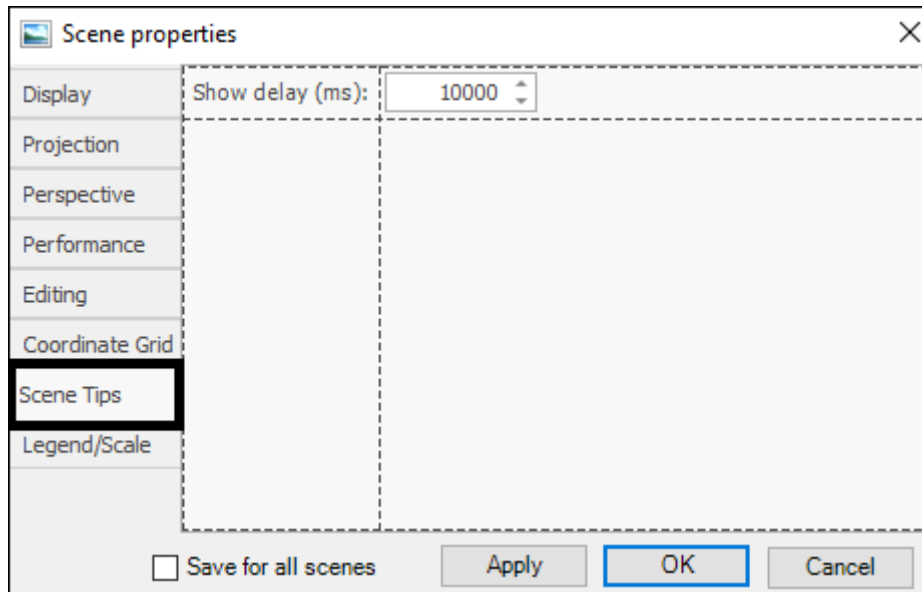 Scene properties
Display
Show delay (ms): 10000
Projection
Perspective
Performance
Editing
Coordinate Grid
Scene Tips
Legend/Scale
Save for all scenes
Apply
OK
Cancel